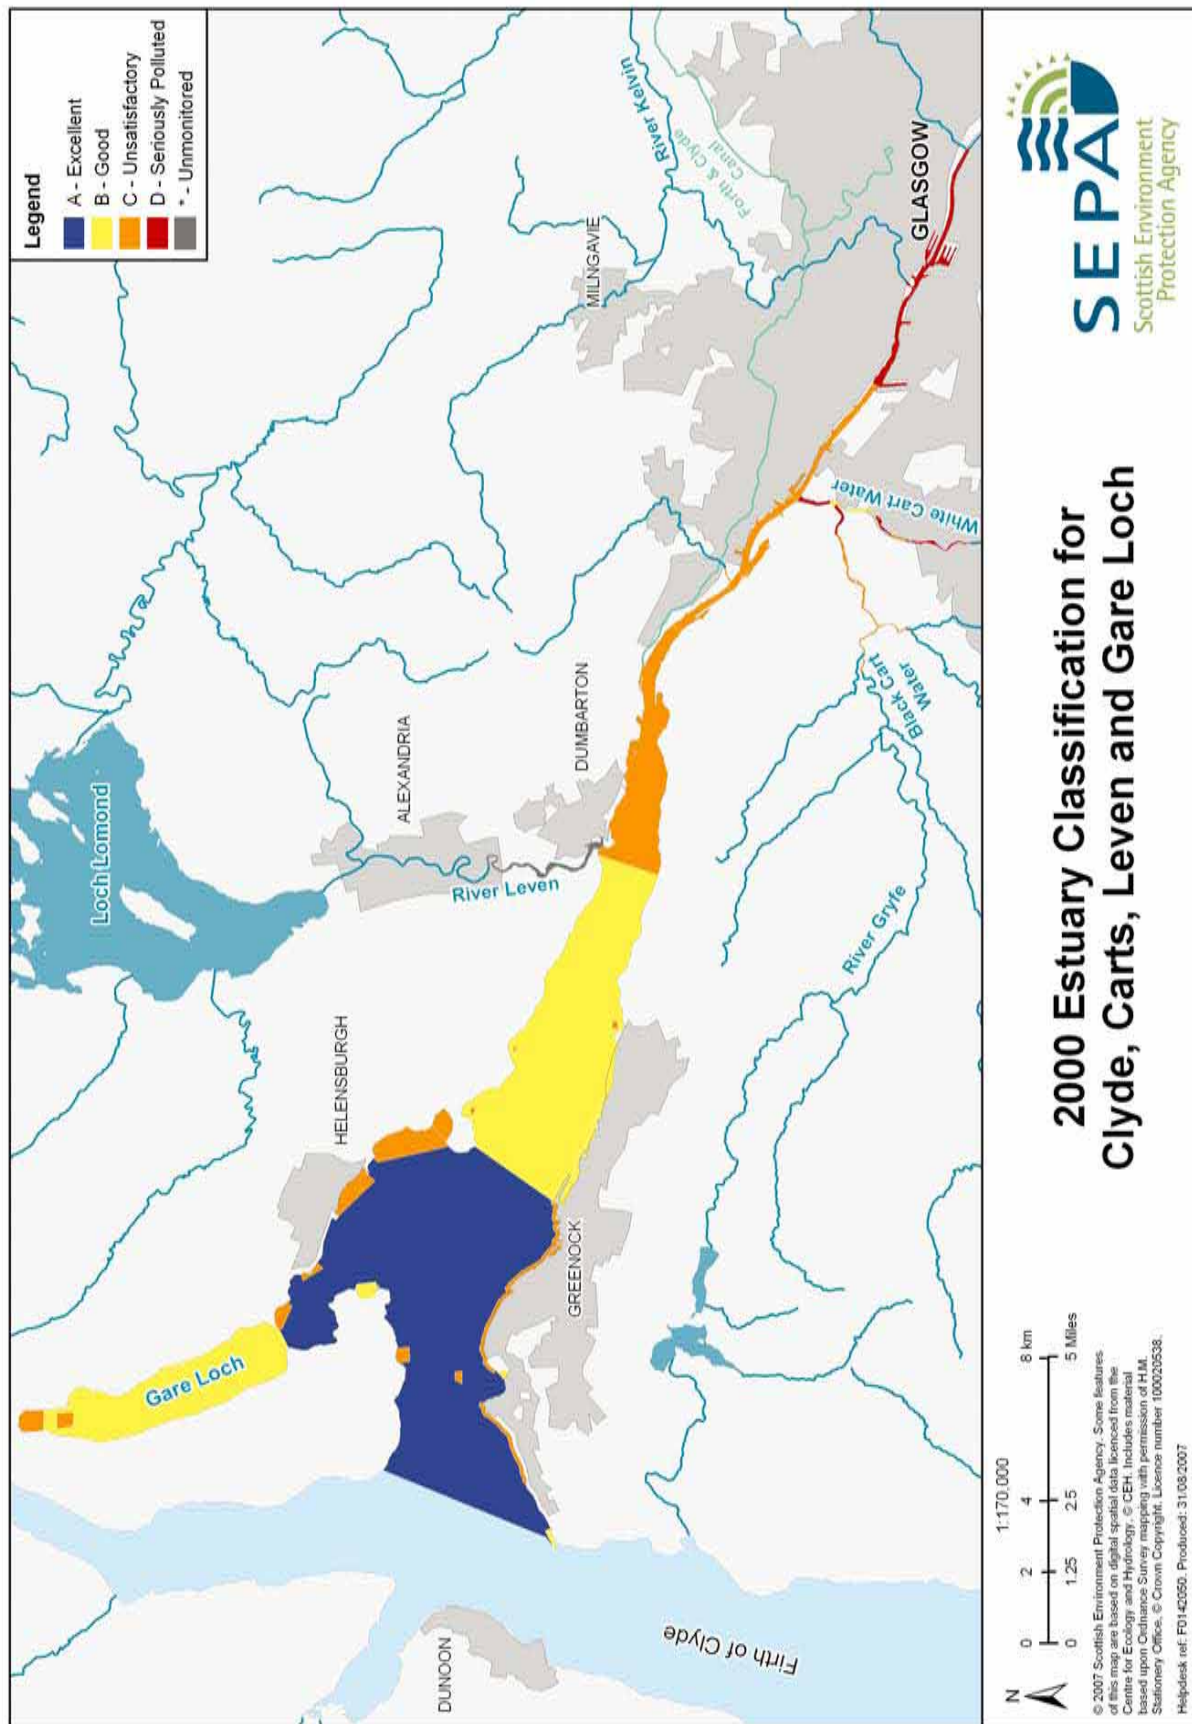 Legend
A - Excellent
B - Good
C - Unsatisfactory
D - Seriously Polluted
* - Unmonitored
Loch Lomond
River Kelvin
Forth & Clyde
Canal
MILNGAVIE
GLASGOW
ALEXANDRIA
DUMBARTON
River Leven
HELENSBURGH
Gare Loch
GREENOCK
White Cart Water
Black Cart
Water
River Gryfe
DUNOON
Firth of Clyde
N
1:170,000
0 2 4 8 km
0 1.25 2.5 5 Miles
© 2007 Scottish Environment Protection Agency. Some features
of this map are based on digital spatial data licenced from the
Centre for Ecology and Hydrology, © CEH. Includes material
based upon Ordnance Survey mapping with permission of H.M.
Stationery Office, © Crown Copyright. Licence number 100020538.
Helpdesk ref: F0142050. Produced: 31/08/2007
2000 Estuary Classification for
Clyde, Carts, Leven and Gare Loch
SEPA
Scottish Environment
Protection Agency